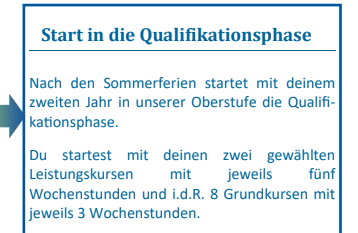 Start in die Qualifikationsphase
Nach den Sommerferien startet mit deinem
zweiten Jahr in unserer Oberstufe die Qualifi-
kationsphase.
Du startest mit deinen zwei gewählten
Leistungskursen mit jeweils fünf
Wochenstunden und i.d.R. 8 Grundkursen mit
jeweils 3 Wochenstunden.